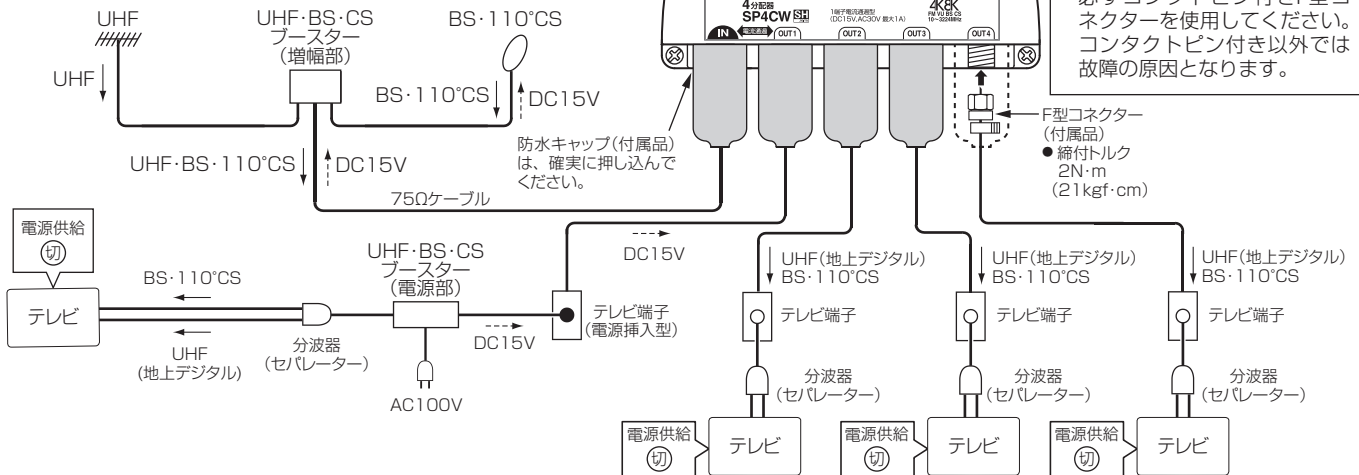 UHF
UHF
UHF·BS·CS
ブースター
(増幅部)
BS·110°CS
BS·110°CS
DC15V
UHF·BS·110°CS
DC15V
75Ωケーブル
4分配器
SP4CW SH
1端子電流通過型
(DC15V,AC30V 最大1A)
4K8K
FM VU BS CS
10〜3224MHz
IN
電流通過
OUT1
OUT2
OUT3
OUT4
防水キャップ(付属品)
は、確実に押し込んで
ください。
ネクターを使用してください。
コンタクトピン付き以外では
故障の原因となります。
F型コネクター
(付属品)
● 締付トルク
2N·m
(21kgf·cm)
電源供給
切
テレビ
BS·110°CS
UHF
(地上デジタル)
分波器
(セパレーター)
UHF·BS·CS
ブースター
(電源部)
AC100V
DC15V
DC15V
テレビ端子
(電源挿入型)
UHF(地上デジタル)
BS·110°CS
テレビ端子
分波器
(セパレーター)
電源供給
切
テレビ
UHF(地上デジタル)
BS·110°CS
テレビ端子
分波器
(セパレーター)
電源供給
切
テレビ
UHF(地上デジタル)
BS·110°CS
テレビ端子
分波器
(セパレーター)
電源供給
切
テレビ